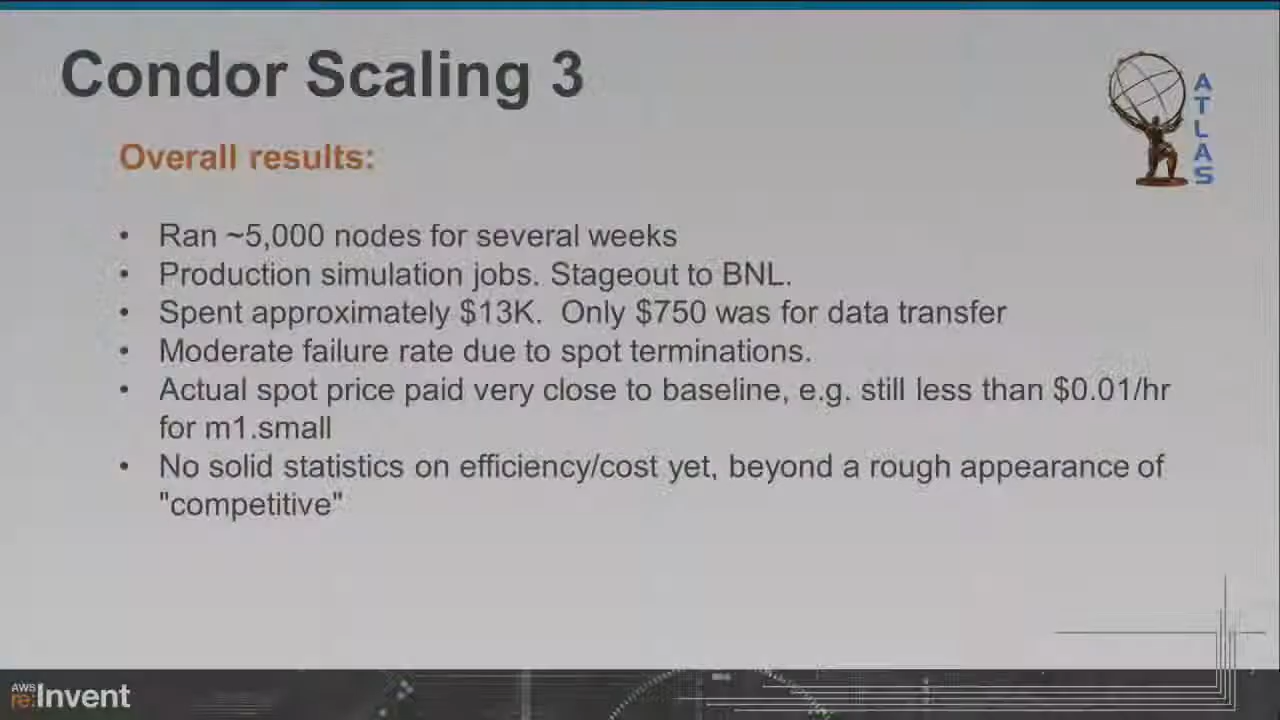 Condor Scaling 3
ATLAS
Overall results:
• Ran ~5,000 nodes for several weeks
• Production simulation jobs. Stageout to BNL.
• Spent approximately $13K.  Only $750 was for data transfer
• Moderate failure rate due to spot terminations.
• Actual spot price paid very close to baseline, e.g. still less than $0.01/hr
for m1.small
• No solid statistics on efficiency/cost yet, beyond a rough appearance of
"competitive"
AWS
re:Invent